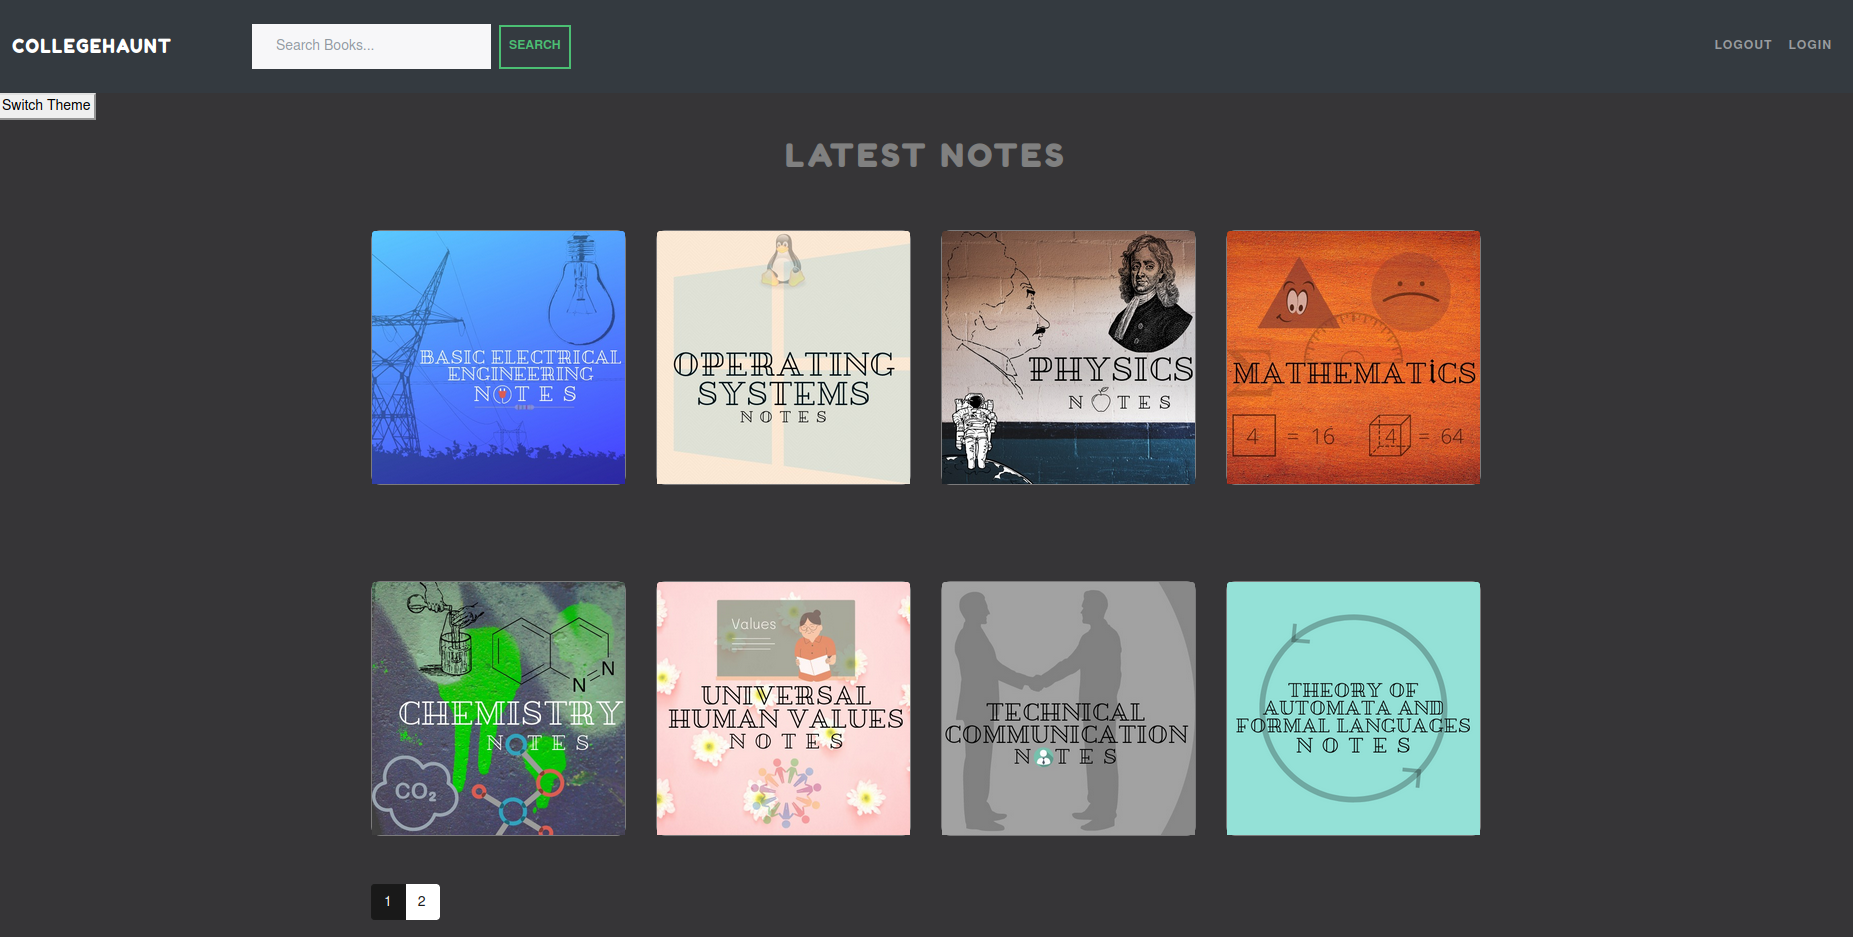 COLLEGEHAUNT
Search Books...
SEARCH
LOGOUT
LOGIN
Switch Theme
LATEST NOTES
BASIC ELECTRICAL
ENGINEERING
NOTES
OPERATING
SYSTEMS
NOTES
PHYSICS
NOTES
MATHEMATiCS
Σ
4 = 16
4 = 64
N
N
CHEMISTRY
NOTES
CO₂
Values
UNIVERSAL
HUMAN VALUES
NOTES
TECHNICAL
COMMUNICATION
NOTES
THEORY OF
AUTOMATA AND
FORMAL LANGUAGES
NOTES
1 2